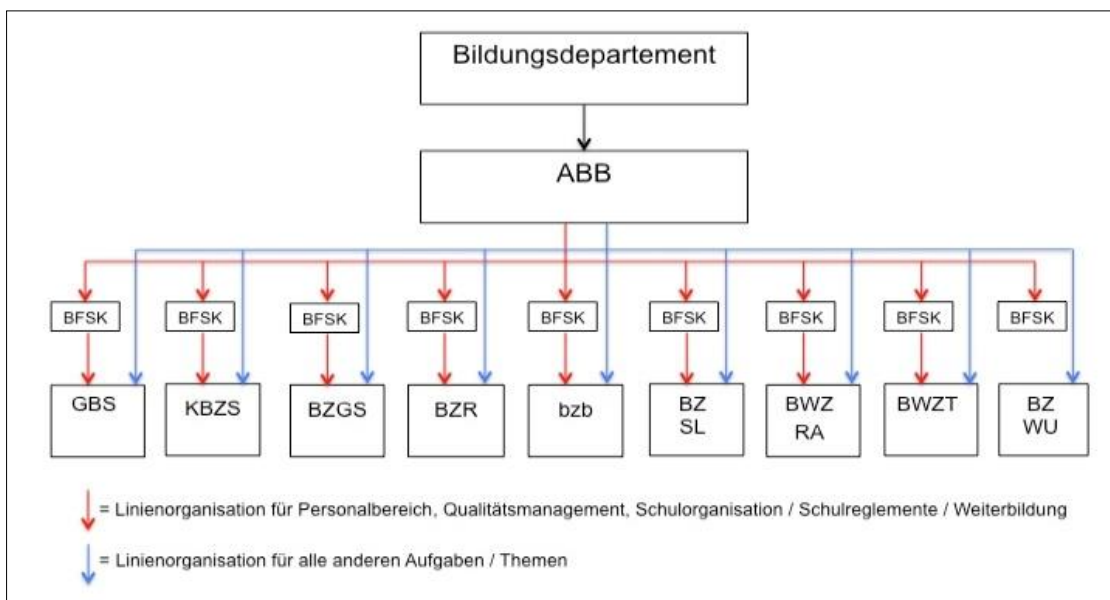 Bildungsdepartement
ABB
BFSK BFSK BFSK BFSK BFSK BFSK BFSK BFSK BFSK
GBS KBZS BZGS BZR bzb BZ SL BWZ RA BWZT BZ WU
= Linienorganisation für Personalbereich, Qualitätsmanagement, Schulorganisation / Schulreglemente / Weiterbildung
= Linienorganisation für alle anderen Aufgaben / Themen